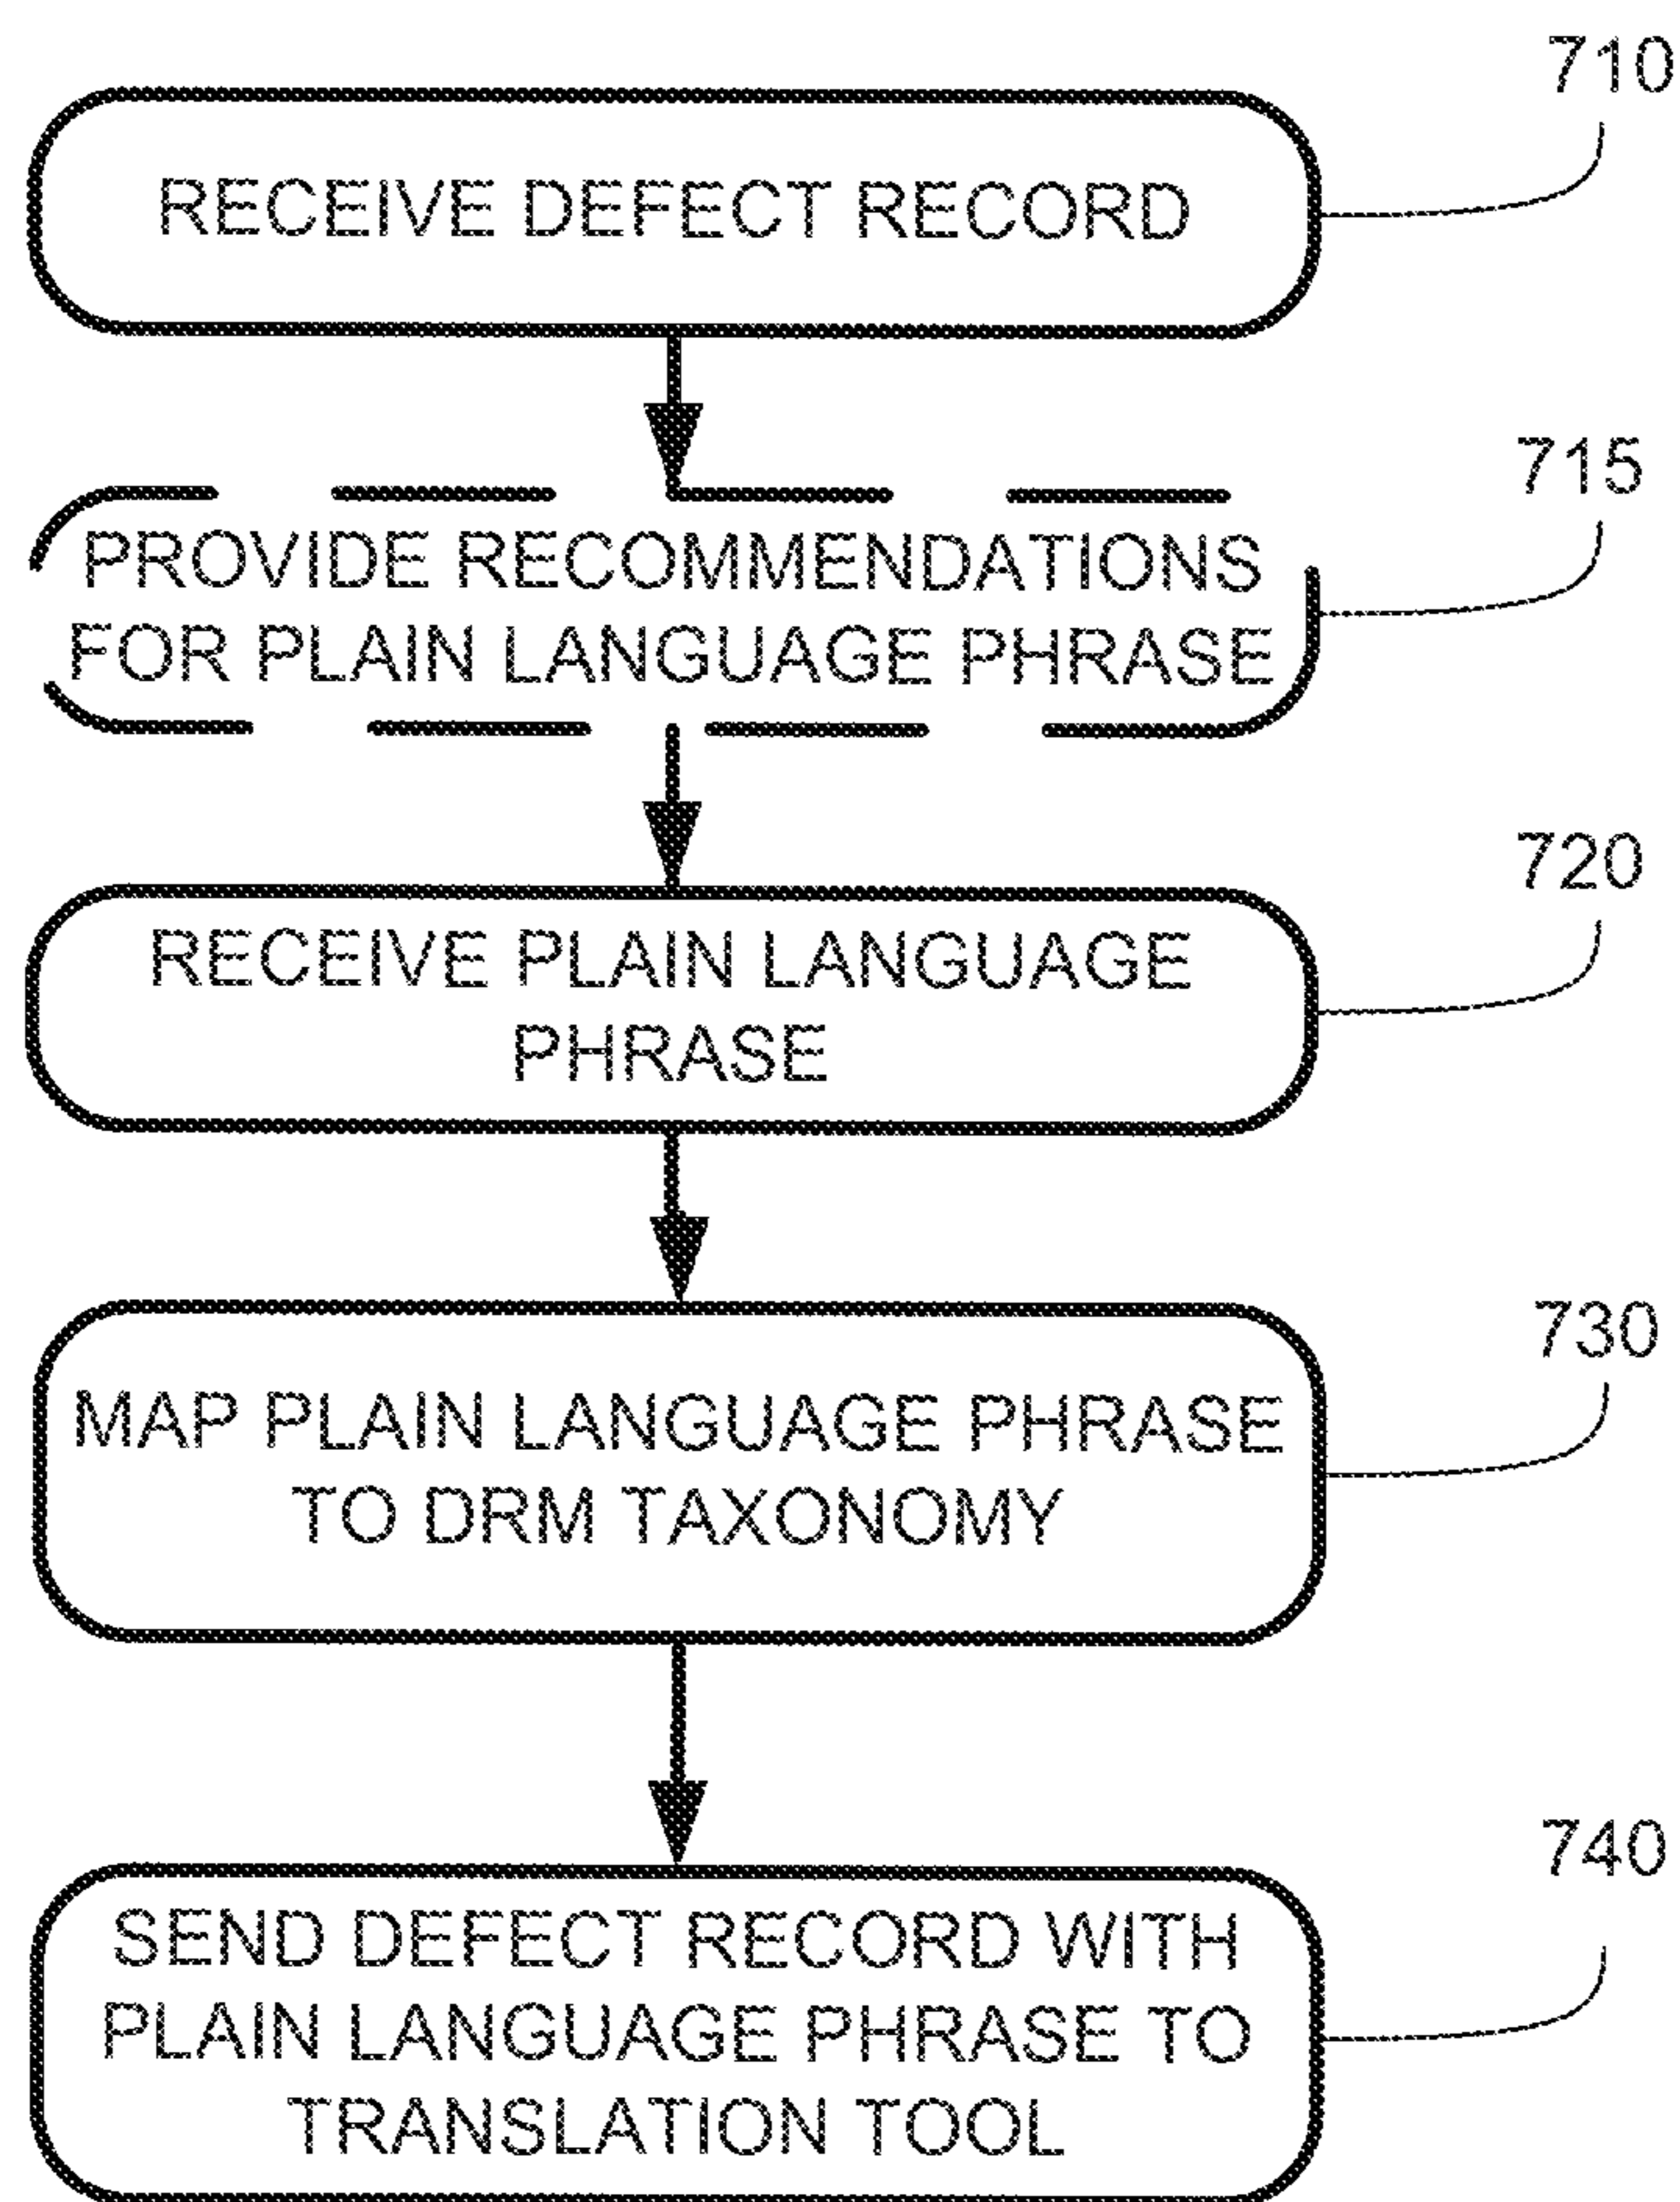 710
RECEIVE DEFECT RECORD
715
PROVIDE RECOMMENDATIONS
FOR PLAIN LANGUAGE PHRASE
720
RECEIVE PLAIN LANGUAGE
PHRASE
730
MAP PLAIN LANGUAGE PHRASE
TO DRM TAXONOMY
740
SEND DEFECT RECORD WITH
PLAIN LANGUAGE PHRASE TO
TRANSLATION TOOL